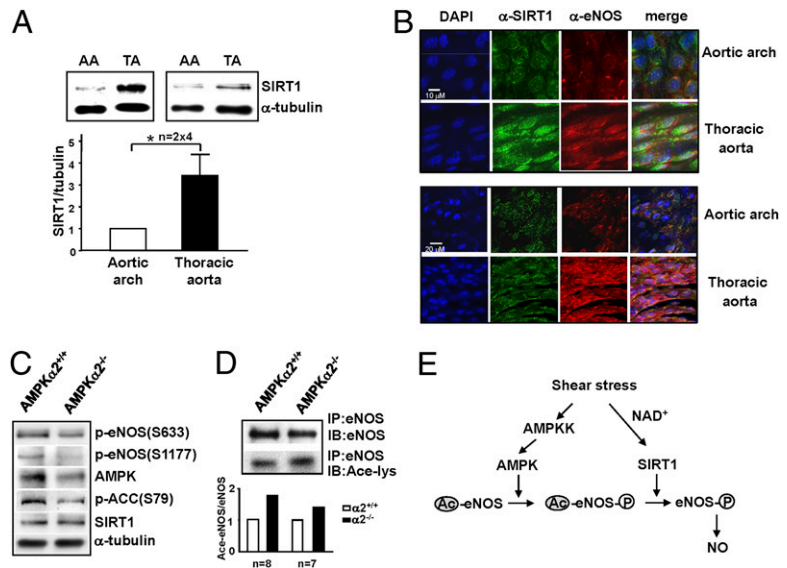 A
AA TA AA TA
SIRT1
α-tubulin
* n=2x4
SIRT1/tubulin
5
4
3
2
1
0
Aortic arch
Thoracic aorta
B
DAPI α-SIRT1 α-eNOS merge
10 µM
Aortic arch
Thoracic aorta
20 µM
Aortic arch
Thoracic aorta
C
AMPKα2+/+
AMPKα2-/-
p-eNOS(S633)
p-eNOS(S1177)
AMPK
p-ACC(S79)
SIRT1
α-tubulin
D
AMPKα2+/+
AMPKα2-/-
IP:eNOS
IB:eNOS
IP:eNOS
IB:Ace-lys
Ace-eNOS/eNOS
2
1
0
α2+/+
α2-/-
n=8 n=7
E
Shear stress
AMPKK
NAD+
AMPK
SIRT1
Ac-eNOS
Ac-eNOS-P
eNOS-P
NO